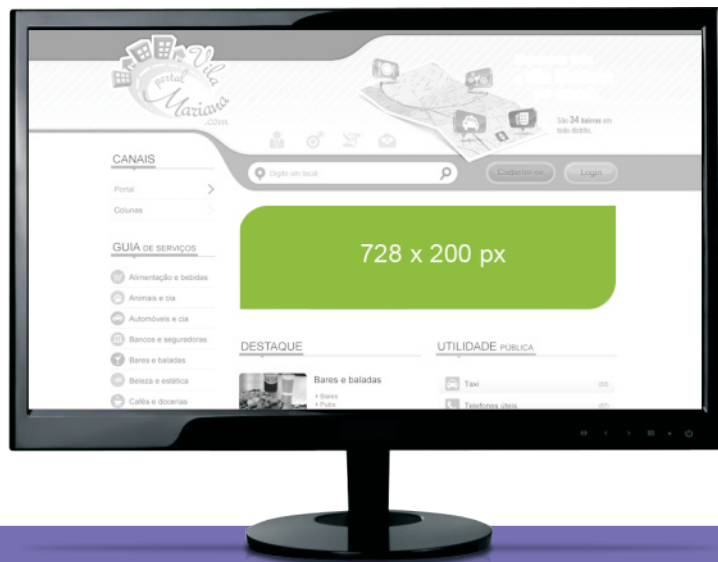 Vila
portal
Mariana
.com
São 34 bairros em
todo distrito.
CANAIS
Digite um local
Cadastre-se
Login
Portal
Colunas
728 x 200 px
GUIA DE SERVIÇOS
Alimentação e bebidas
Animais e cia
Automóveis e cia
Bancos e seguradoras
Bares e baladas
Beleza e estética
Cafés e docerias
DESTAQUE
Bares e baladas
Bares
Pubs
UTILIDADE PÚBLICA
Taxi
Telefones úteis